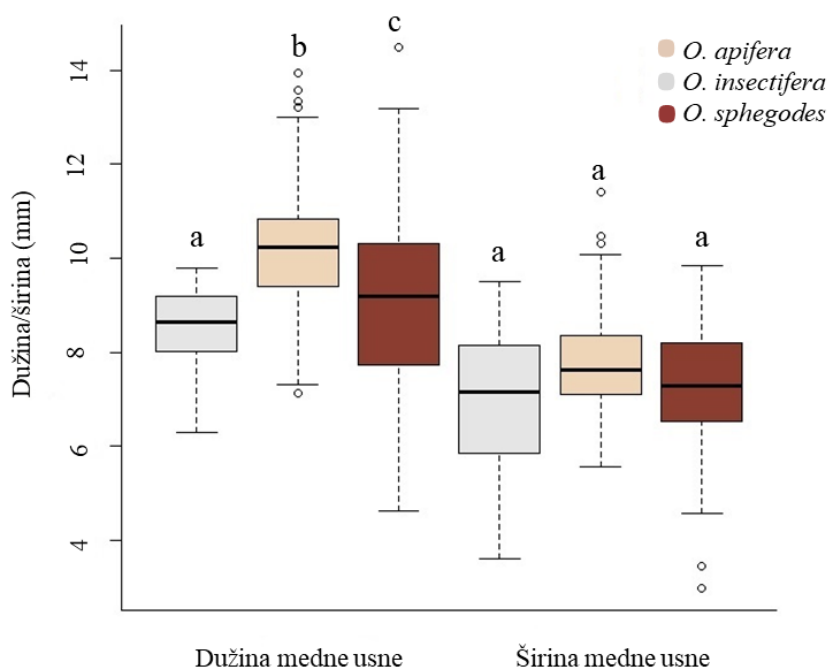 a
b
c
a
a
a
O. apifera
O. insectifera
O. sphegodes
Dužina/širina (mm)
14
12
10
8
6
4
Dužina medne usne
Širina medne usne